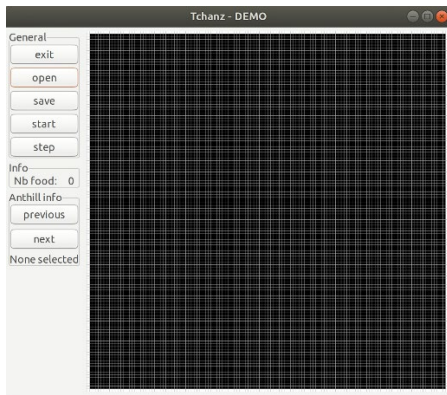 Tchanz - DEMO
General
exit
open
save
start
step
Info
Nb food: 0
Anthill info
previous
next
None selected